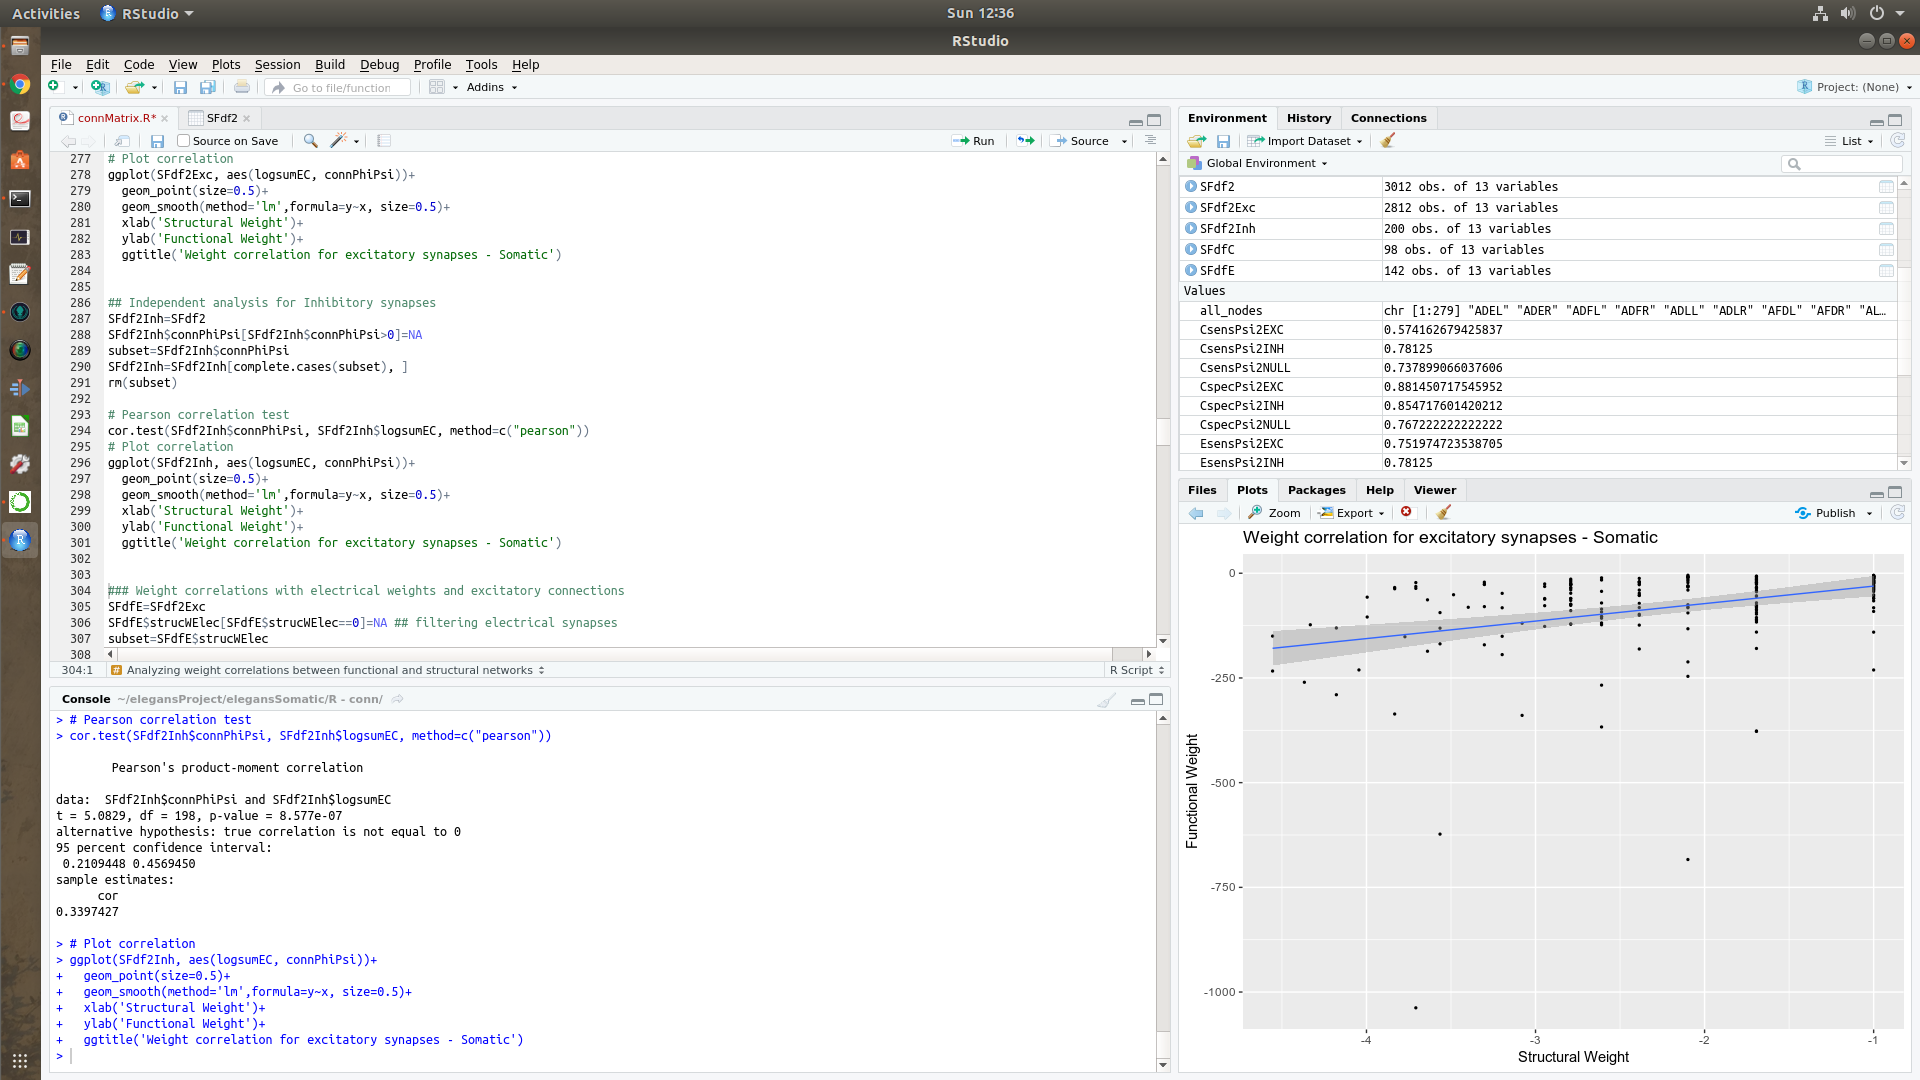 Activities
RStudio
Sun 12:36
RStudio
File Edit Code View Plots Session Build Debug Profile Tools Help
Go to file/function
Addins
Project: (None)
connMatrix.R*
SFdf2
Source on Save
Run
Source
277 # Plot correlation
278 ggplot(SFdf2Exc, aes(logsumEC, connPhiPsi))+
279   geom_point(size=0.5)+
280   geom_smooth(method='lm',formula=y~x, size=0.5)+
281   xlab('Structural Weight')+
282   ylab('Functional Weight')+
283   ggtitle('Weight correlation for excitatory synapses - Somatic')
284
285
286 ## Independent analysis for Inhibitory synapses
287 SFdf2Inh=SFdf2
288 SFdf2Inh$connPhiPsi[SFdf2Inh$connPhiPsi>0]=NA
289 subset=SFdf2Inh$connPhiPsi
290 SFdf2Inh=SFdf2Inh[complete.cases(subset), ]
291 rm(subset)
292
293 # Pearson correlation test
294 cor.test(SFdf2Inh$connPhiPsi, SFdf2Inh$logsumEC, method=c("pearson"))
295 # Plot correlation
296 ggplot(SFdf2Inh, aes(logsumEC, connPhiPsi))+
297   geom_point(size=0.5)+
298   geom_smooth(method='lm',formula=y~x, size=0.5)+
299   xlab('Structural Weight')+
300   ylab('Functional Weight')+
301   ggtitle('Weight correlation for excitatory synapses - Somatic')
302
303
304 ### Weight correlations with electrical weights and excitatory connections
305 SFdfE=SFdf2Exc
306 SFdfE$strucWElec[SFdfE$strucWElec==0]=NA ## filtering electrical synapses
307 subset=SFdfE$strucWElec
308
304:1
# Analyzing weight correlations between functional and structural networks
R Script
Console ~/elegansProject/elegansSomatic/R - conn/
> # Pearson correlation test
> cor.test(SFdf2Inh$connPhiPsi, SFdf2Inh$logsumEC, method=c("pearson"))
Pearson's product-moment correlation
data:  SFdf2Inh$connPhiPsi and SFdf2Inh$logsumEC
t = 5.0829, df = 198, p-value = 8.577e-07
alternative hypothesis: true correlation is not equal to 0
95 percent confidence interval:
 0.2109448 0.4569450
sample estimates:
cor
0.3397427
> # Plot correlation
> ggplot(SFdf2Inh, aes(logsumEC, connPhiPsi))+
+   geom_point(size=0.5)+
+   geom_smooth(method='lm',formula=y~x, size=0.5)+
+   xlab('Structural Weight')+
+   ylab('Functional Weight')+
+   ggtitle('Weight correlation for excitatory synapses - Somatic')
>
Environment History Connections
Import Dataset
List
Global Environment
SFdf2 3012 obs. of 13 variables
SFdf2Exc 2812 obs. of 13 variables
SFdf2Inh 200 obs. of 13 variables
SFdfC 98 obs. of 13 variables
SFdfE 142 obs. of 13 variables
Values
all_nodes chr [1:279] "ADEL" "ADER" "ADFL" "ADFR" "ADLL" "ADLR" "AFDL" "AFDR" "AL…
CsensPsi2EXC 0.574162679425837
CsensPsi2INH 0.78125
CsensPsi2NULL 0.737899066037606
CspecPsi2EXC 0.881450717545952
CspecPsi2INH 0.854717601420212
CspecPsi2NULL 0.767222222222222
EsensPsi2EXC 0.751974723538705
EsensPsi2INH 0.78125
Files Plots Packages Help Viewer
Zoom
Export
Publish
Weight correlation for excitatory synapses - Somatic
0
-250
-500
-750
-1000
Functional Weight
-4 -3 -2 -1
Structural Weight